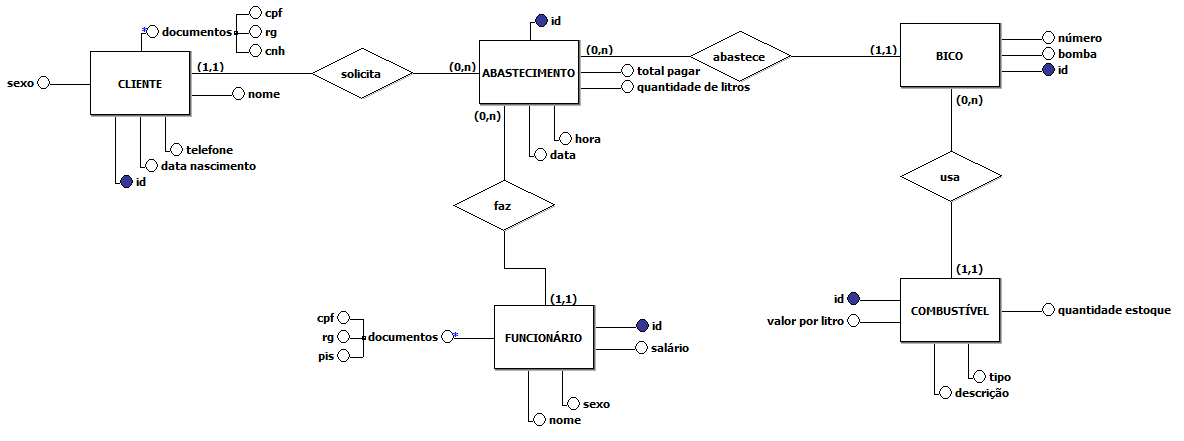 cpf
* documentos
rg
cnh
id
(0,n)
abastece
(1,1)
número
bomba
id
BICO
(1,1)
solicita
(0,n)
ABASTECIMENTO
total pagar
quantidade de litros
sexo
CLIENTE
nome
(0,n)
(0,n)
telefone
data nascimento
id
hora
data
usa
faz
(1,1)
(1,1)
id
valor por litro
COMBUSTÍVEL
quantidade estoque
tipo
descrição
cpf
rg
pis
documentos *
FUNCIONÁRIO
id
salário
sexo
nome